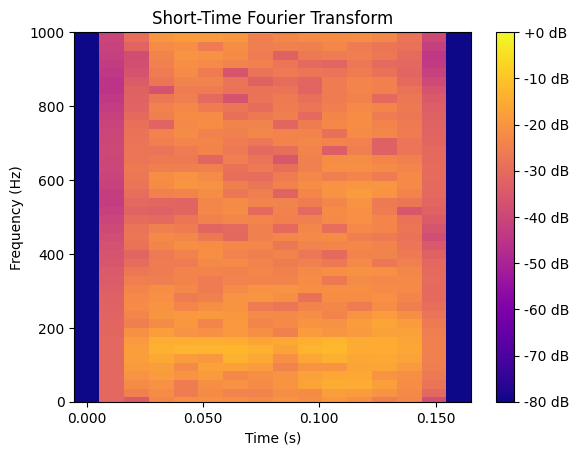 Short-Time Fourier Transform
Frequency (Hz)
1000
800
600
400
200
0
0.000
0.050
0.100
0.150
Time (s)
+0 dB
-10 dB
-20 dB
-30 dB
-40 dB
-50 dB
-60 dB
-70 dB
-80 dB